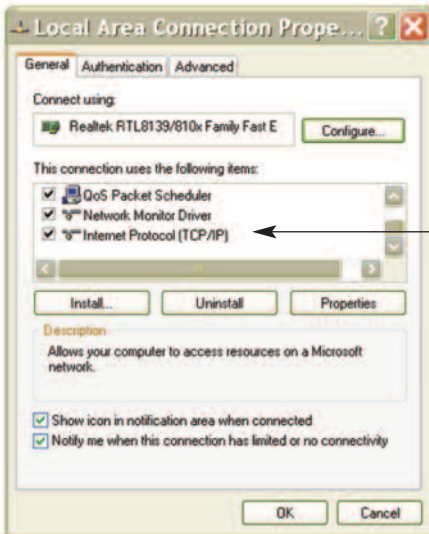 Local Area Connection Prope...
General Authentication Advanced
Connect using:
Realtek RTL8139/810x Family Fast E
Configure...
This connection uses the following items:
QoS Packet Scheduler
Network Monitor Driver
Internet Protocol (TCP/IP)
Install... Uninstall Properties
Description
Allows your computer to access resources on a Microsoft
network.
Show icon in notification area when connected
Notify me when this connection has limited or no connectivity
OK Cancel